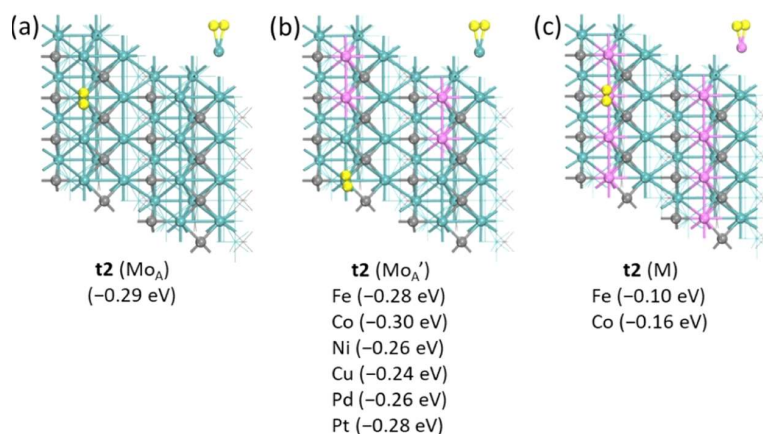 (a)
(b)
(c)
t2 (MoA)
(−0.29 eV)
t2 (MoA’)
Fe (−0.28 eV)
Co (−0.30 eV)
Ni (−0.26 eV)
Cu (−0.24 eV)
Pd (−0.26 eV)
Pt (−0.28 eV)
t2 (M)
Fe (−0.10 eV)
Co (−0.16 eV)